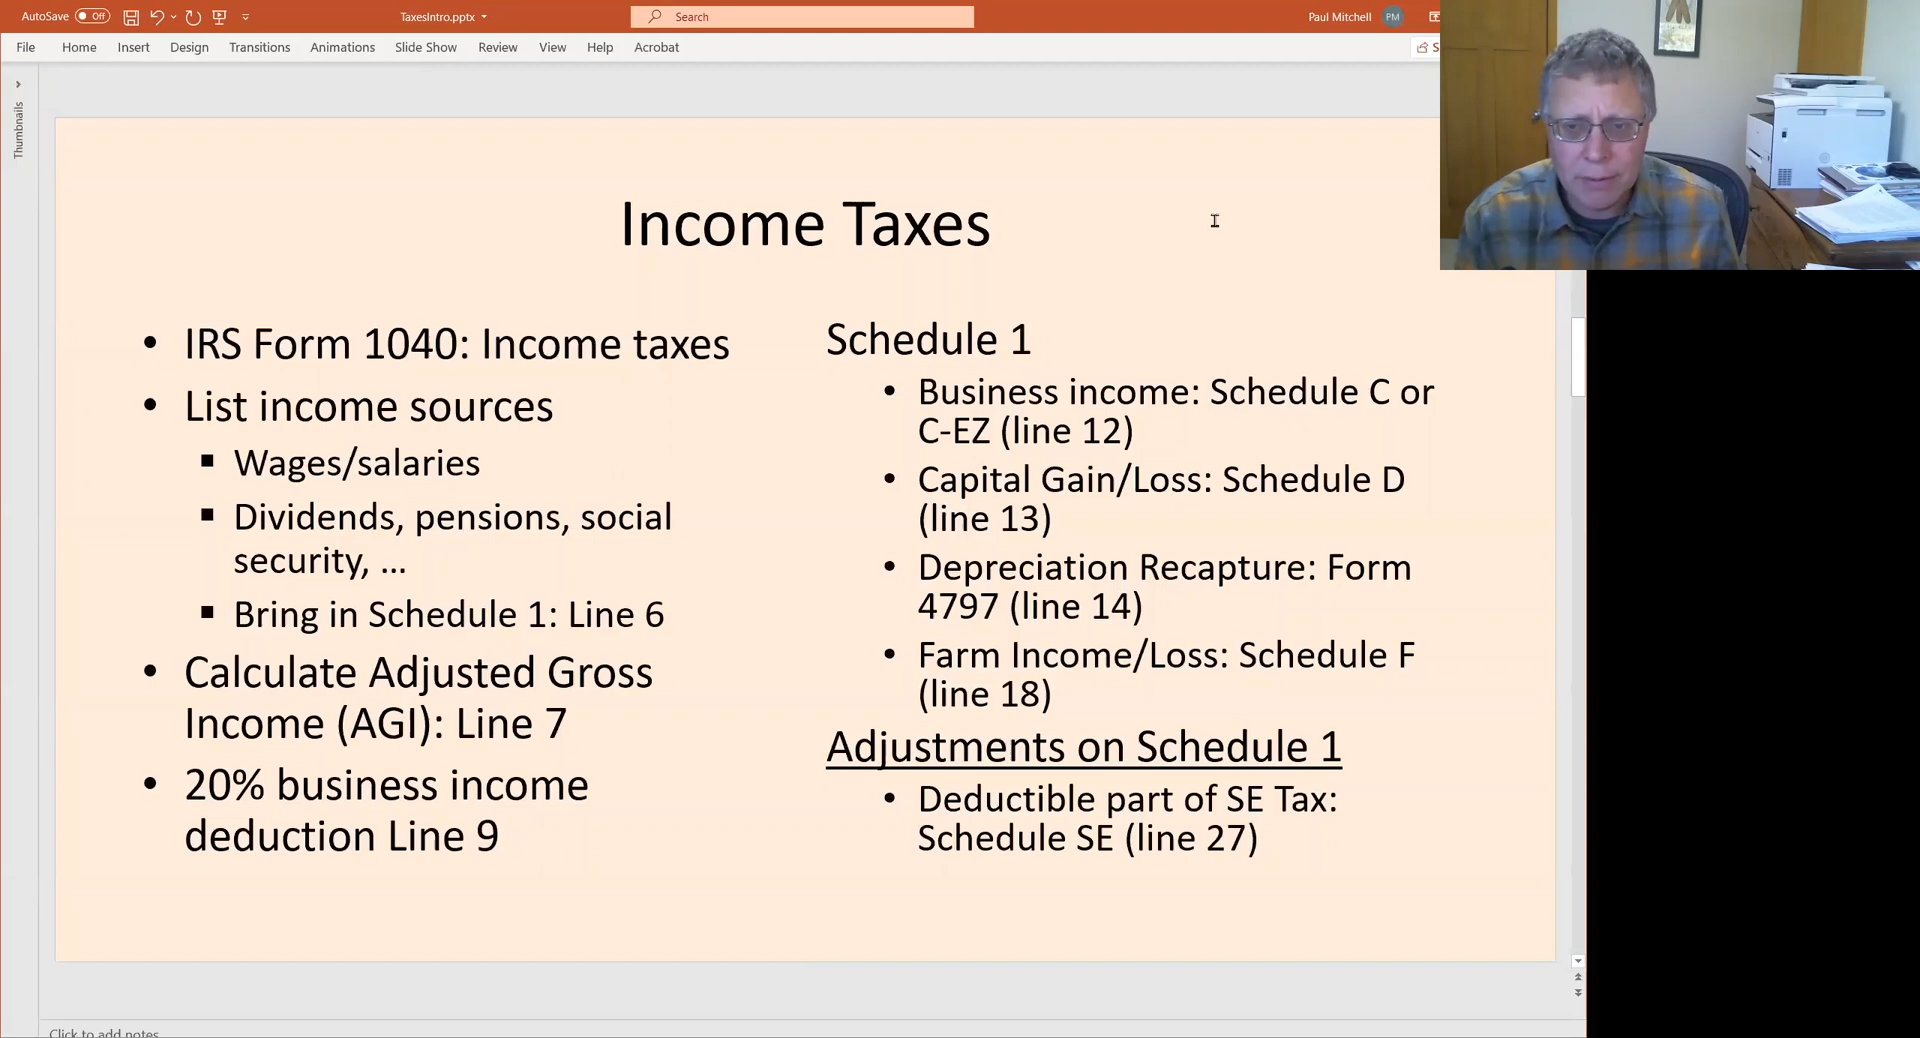 AutoSave Off TaxesIntro.pptx Search Paul Mitchell PM
File Home Insert Design Transitions Animations Slide Show Review View Help Acrobat S
Thumbnails
Income Taxes
• IRS Form 1040: Income taxes
• List income sources
▪ Wages/salaries
▪ Dividends, pensions, social
security, ...
▪ Bring in Schedule 1: Line 6
• Calculate Adjusted Gross
Income (AGI): Line 7
• 20% business income
deduction Line 9
Schedule 1
• Business income: Schedule C or
C-EZ (line 12)
• Capital Gain/Loss: Schedule D
(line 13)
• Depreciation Recapture: Form
4797 (line 14)
• Farm Income/Loss: Schedule F
(line 18)
Adjustments on Schedule 1
• Deductible part of SE Tax:
Schedule SE (line 27)
Click to add notes